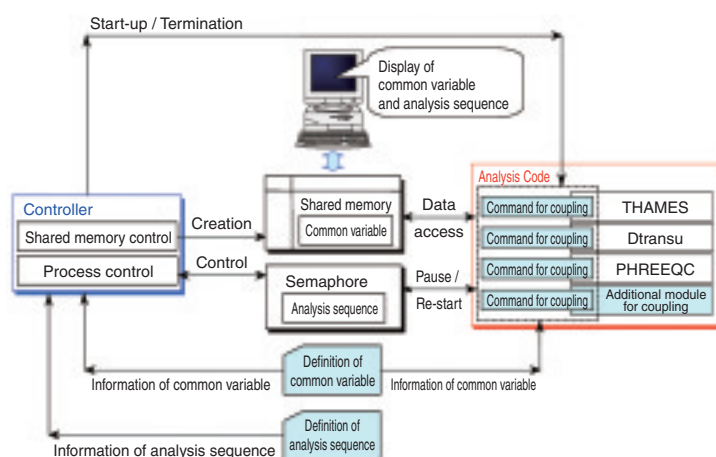 Start-up / Termination
Display of
common variable
and analysis sequence
Analysis Code
Controller
Shared memory control
Process control
Creation
Control
Shared memory
Common variable
Semaphore
Analysis sequence
Data
access
Pause /
Re-start
Command for coupling
THAMES
Command for coupling
Dtransu
Command for coupling
PHREEQC
Command for coupling
Additional module
for coupling
Information of common variable
Definition of
common variable
Information of common variable
Information of analysis sequence
Definition of
analysis sequence